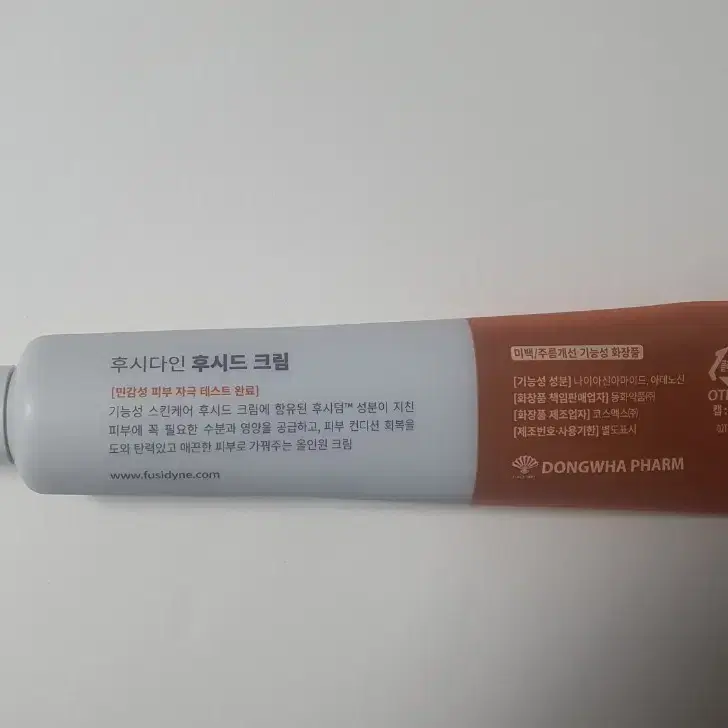 후시다인 후시드 크림
[민감성 피부 자극 테스트 완료]
기능성 스킨케어 후시드 크림에 함유된 후시덤™ 성분이 지친
피부에 꼭 필요한 수분과 영양을 공급하고, 피부 컨디션 회복을
도와 탄력있고 매끈한 피부로 가꿔주는 올인원 크림
www.fusidyne.com
미백/주름개선 기능성 화장품
[기능성 성분] 나이아신아마이드, 아데노신
[화장품 책임판매업자] 동화약품㈜
[화장품 제조업자] 코스맥스㈜
[제조번호·사용기한] 별도표시
DONGWHA PHARM
캡 :